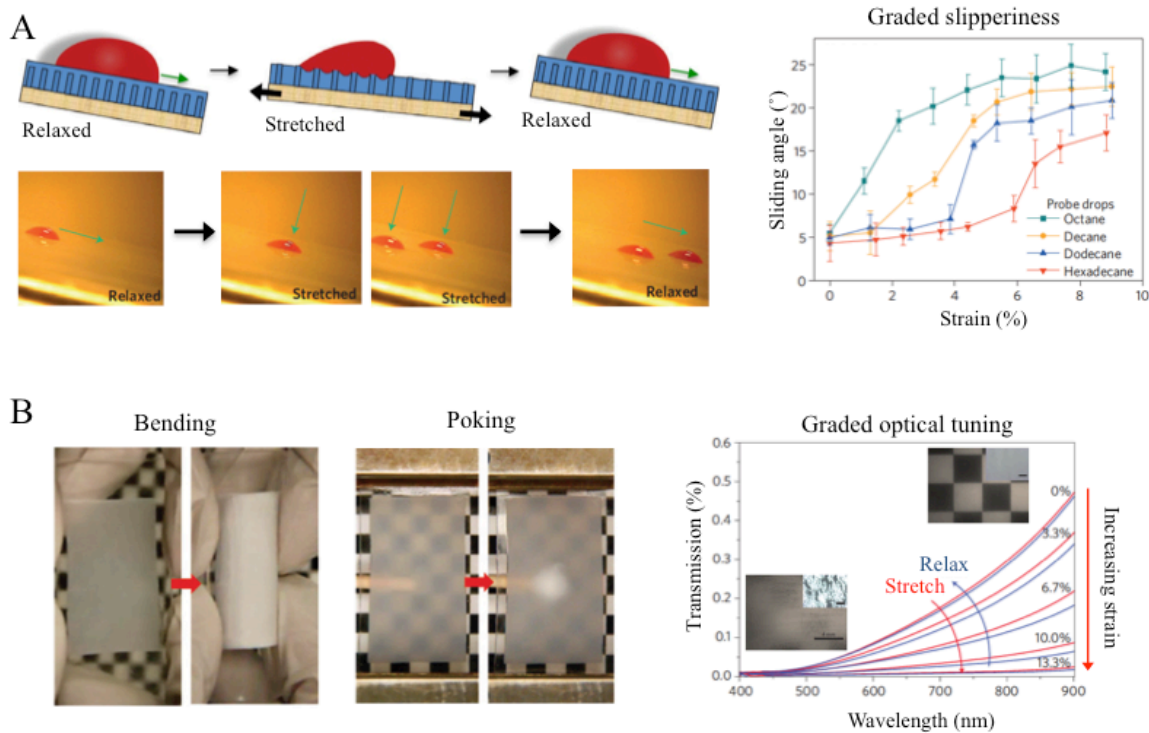 A
Relaxed
Stretched
Relaxed
Relaxed
Stretched
Stretched
Relaxed
Graded slipperiness
Sliding angle (°)
25
20
15
10
5
0
Probe drops
Octane
Decane
Dodecane
Hexadecane
0 2 4 6 8 10
Strain (%)
B
Bending
Poking
Graded optical tuning
Transmission (%)
0.6
0.5
0.4
0.3
0.2
0.1
0.0
0%
3.3%
6.7%
10.0%
13.3%
Relax
Stretch
Increasing strain
400 500 600 700 800 900
Wavelength (nm)